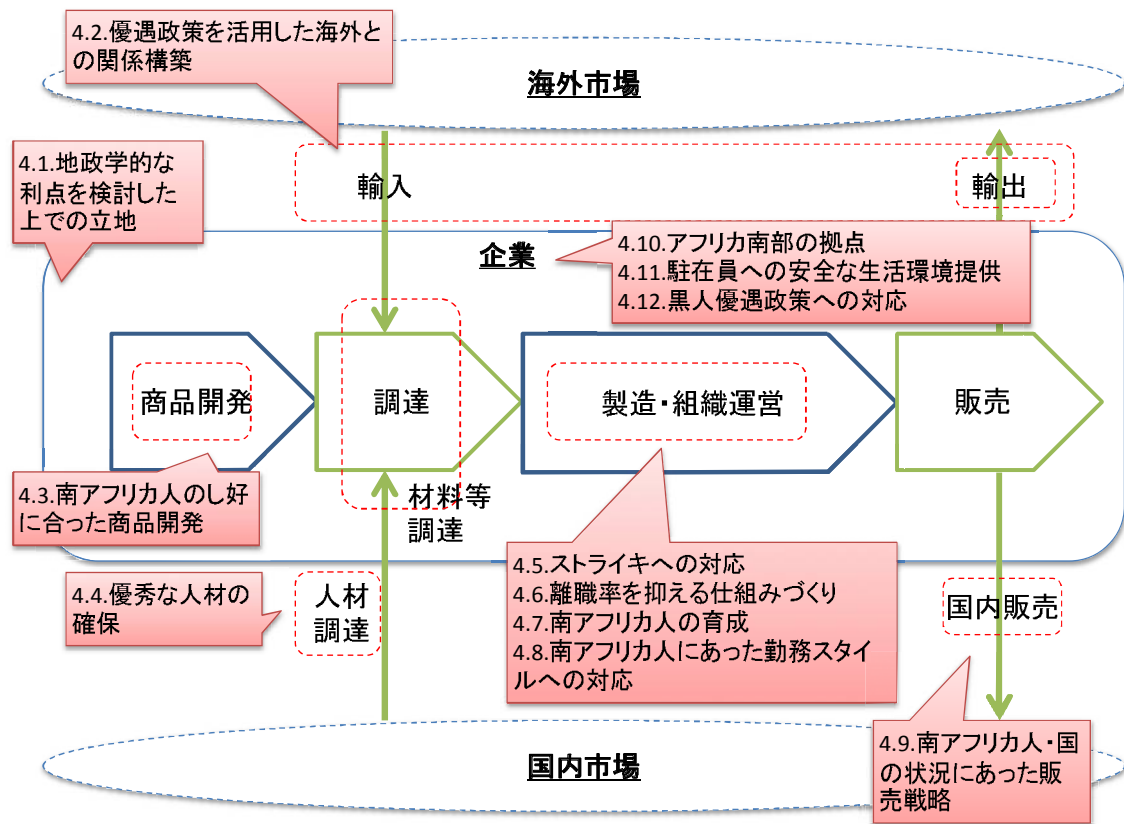 4.2.優遇政策を活用した海外と
の関係構築
海外市場
4.1.地政学的な
利点を検討した
上での立地
輸入
輸出
企業
4.10.アフリカ南部の拠点
4.11.駐在員への安全な生活環境提供
4.12.黒人優遇政策への対応
商品開発
調達
製造・組織運営
販売
4.3.南アフリカ人のし好
に合った商品開発
材料等
調達
4.4.優秀な人材の
確保
人材
調達
4.5.ストライキへの対応
4.6.離職率を抑える仕組みづくり
4.7.南アフリカ人の育成
4.8.南アフリカ人にあった勤務スタイ
ルへの対応
国内販売
4.9.南アフリカ人・国
の状況にあった販
売戦略
国内市場